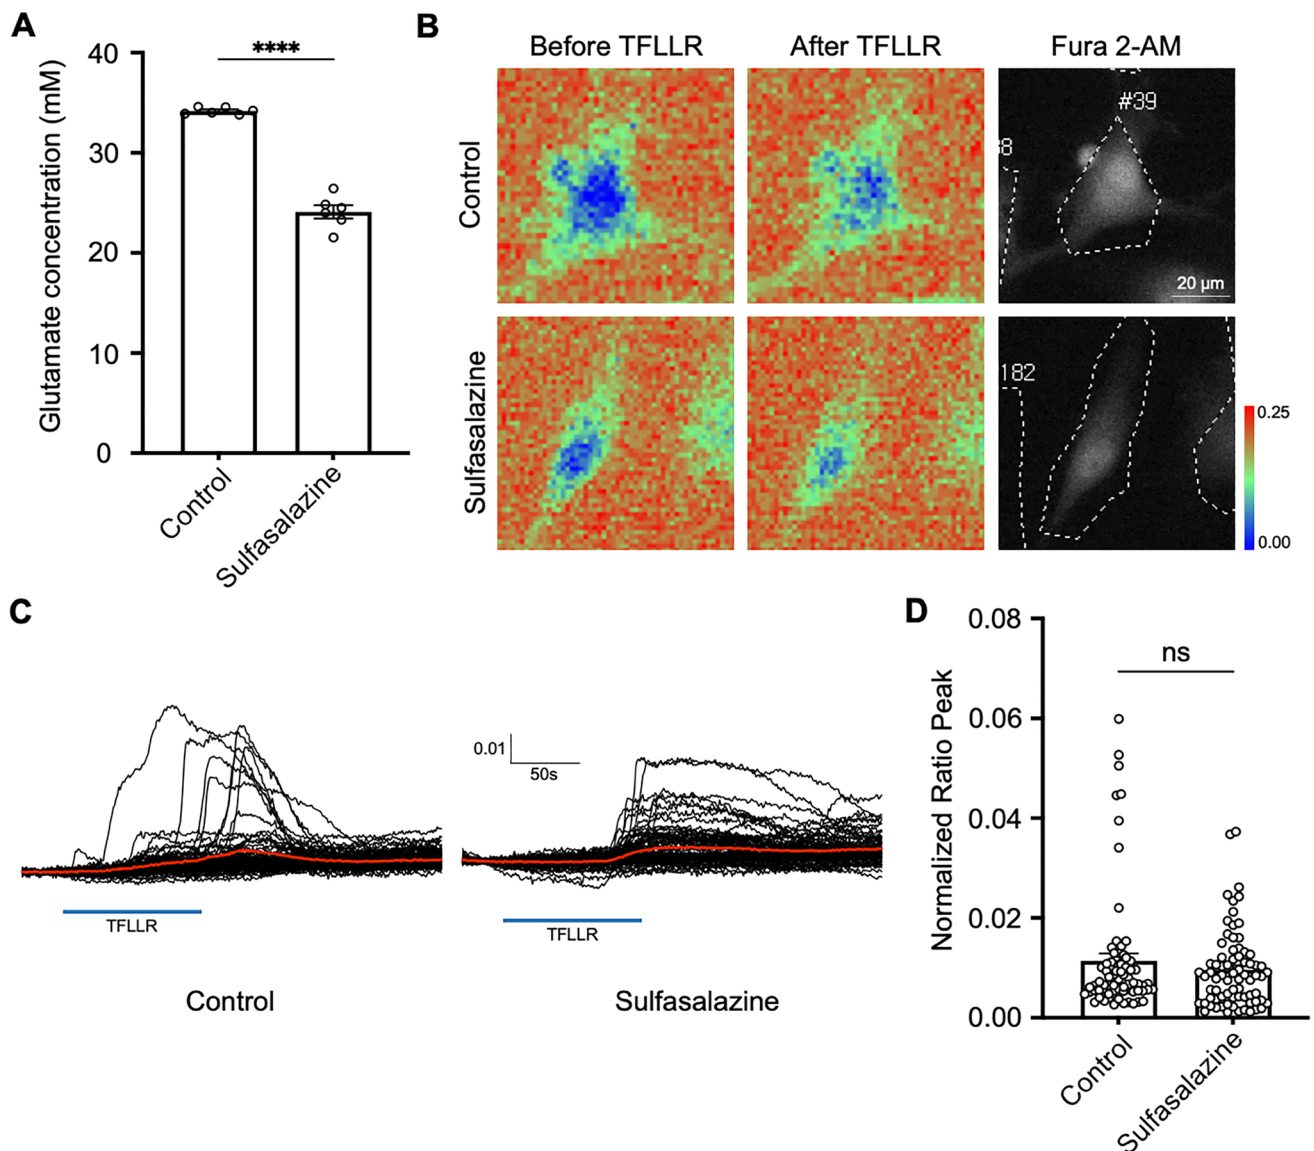 A
****
40
30
20
10
0
Glutamate concentration (mM)
Control
Sulfasalazine
B
Before TFLLR
After TFLLR
Fura 2-AM
Control
Sulfasalazine
#39
8
20 µm
182
0.25
0.00
C
0.01
50s
TFLLR
TFLLR
Control
Sulfasalazine
D
ns
0.08
0.06
0.04
0.02
0.00
Normalized Ratio Peak
Control
Sulfasalazine